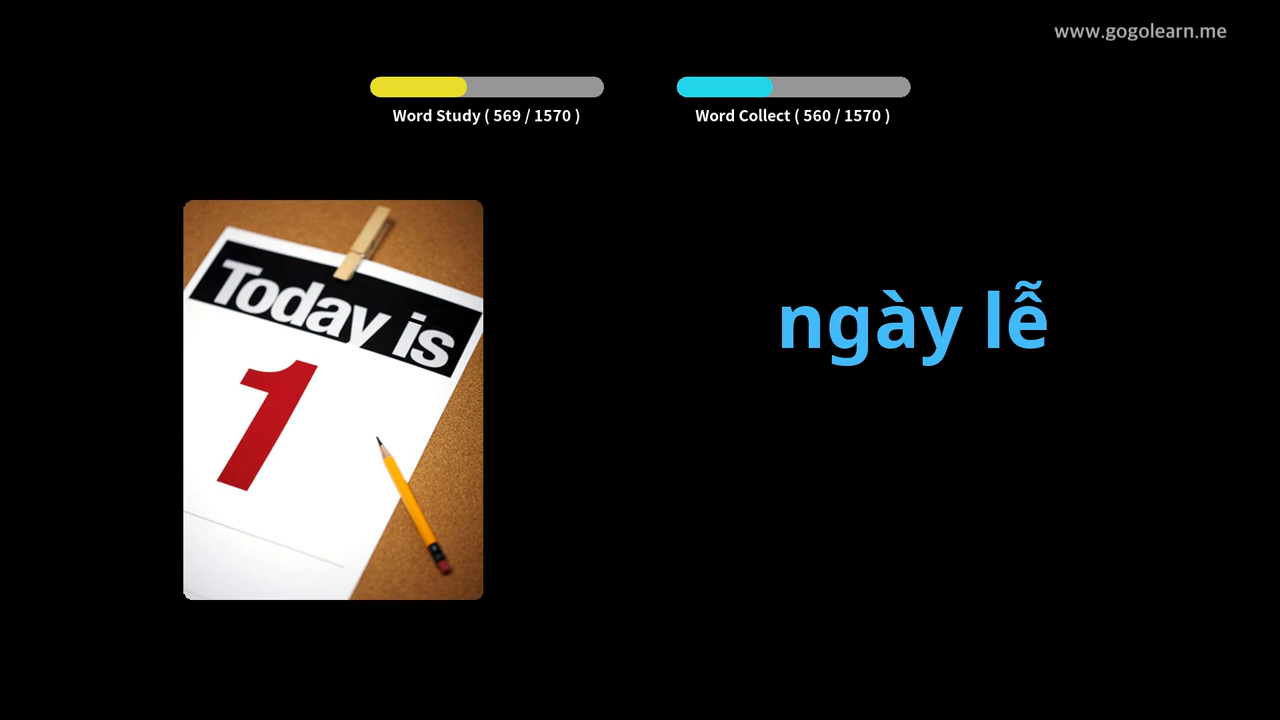 www.gogolearn.me
Word Study ( 569 / 1570 )
Word Collect ( 560 / 1570 )
Today is
1
ngày lễ